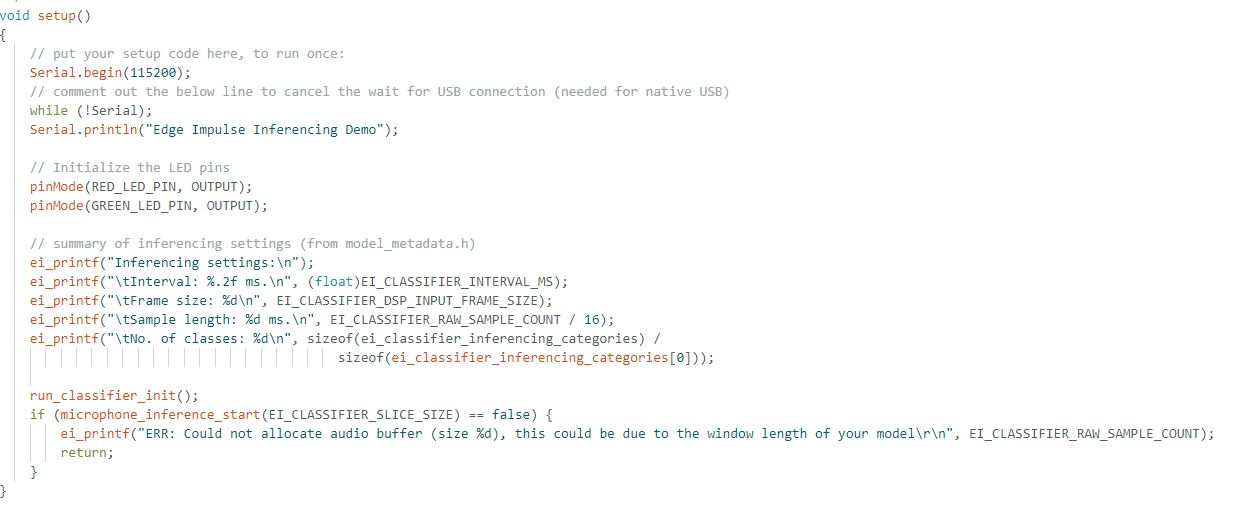 void setup()
{
// put your setup code here, to run once:
Serial.begin(115200);
// comment out the below line to cancel the wait for USB connection (needed for native USB)
while (!Serial);
Serial.println("Edge Impulse Inferencing Demo");
// Initialize the LED pins
pinMode(RED_LED_PIN, OUTPUT);
pinMode(GREEN_LED_PIN, OUTPUT);
// summary of inferencing settings (from model_metadata.h)
ei_printf("Inferencing settings:\n");
ei_printf("\tInterval: %.2f ms.\n", (float)EI_CLASSIFIER_INTERVAL_MS);
ei_printf("\tFrame size: %d\n", EI_CLASSIFIER_DSP_INPUT_FRAME_SIZE);
ei_printf("\tSample length: %d ms.\n", EI_CLASSIFIER_RAW_SAMPLE_COUNT / 16);
ei_printf("\tNo. of classes: %d\n", sizeof(ei_classifier_inferencing_categories) /
sizeof(ei_classifier_inferencing_categories[0]));
run_classifier_init();
if (microphone_inference_start(EI_CLASSIFIER_SLICE_SIZE) == false) {
ei_printf("ERR: Could not allocate audio buffer (size %d), this could be due to the window length of your model\r\n", EI_CLASSIFIER_RAW_SAMPLE_COUNT);
return;
}
}